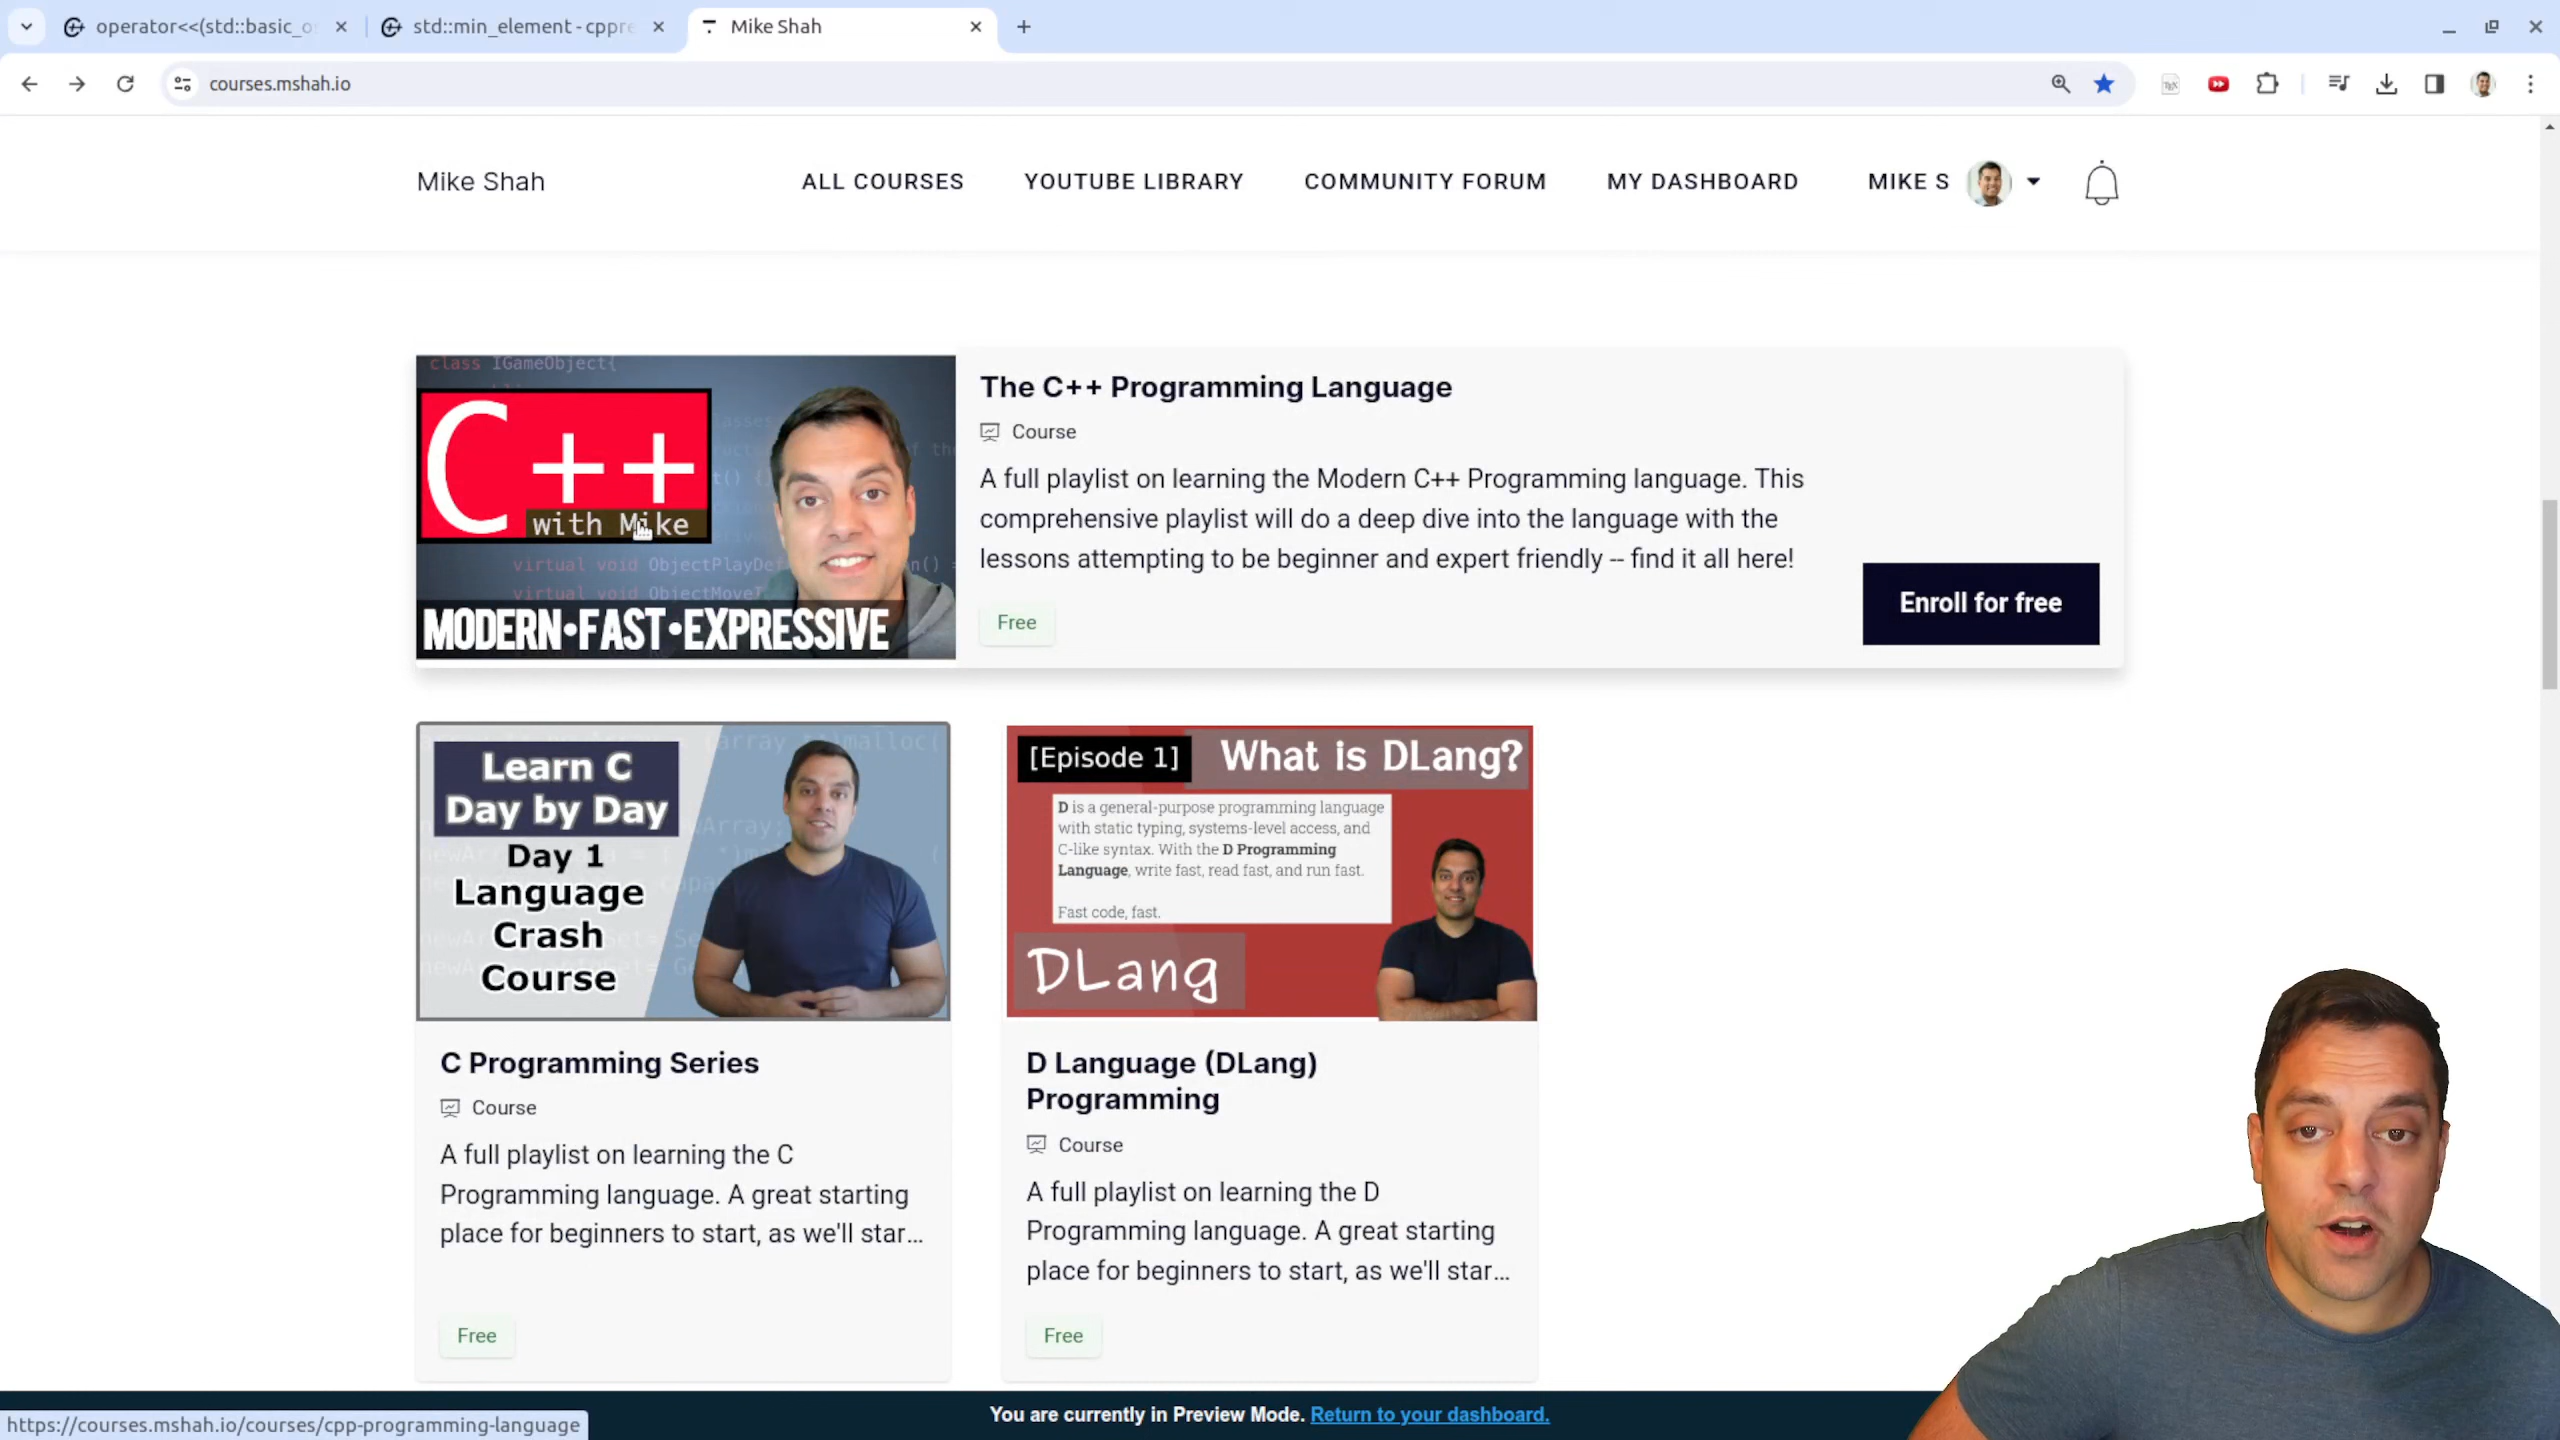 operator<<(std::basic_o
std::min_element - cppre
Mike Shah
courses.mshah.io
Mike Shah
ALL COURSES
YOUTUBE LIBRARY
COMMUNITY FORUM
MY DASHBOARD
MIKE S
class IGameObject{
C++
with Mike
virtual void ObjectPlayDef
virtual void ObjectMoveT
MODERN•FAST•EXPRESSIVE
The C++ Programming Language
Course
A full playlist on learning the Modern C++ Programming language. This
comprehensive playlist will do a deep dive into the language with the
lessons attempting to be beginner and expert friendly -- find it all here!
Free
Enroll for free
Learn C
Day by Day
Day 1
Language
Crash
Course
C Programming Series
Course
A full playlist on learning the C
Programming language. A great starting
place for beginners to start, as we'll star...
Free
[Episode 1]
What is DLang?
D is a general-purpose programming language
with static typing, systems-level access, and
C-like syntax. With the D Programming
Language, write fast, read fast, and run fast.
Fast code, fast.
DLang
D Language (DLang)
Programming
Course
A full playlist on learning the D
Programming language. A great starting
place for beginners to start, as we'll star...
Free
You are currently in Preview Mode. Return to your dashboard.
https://courses.mshah.io/courses/cpp-programming-language